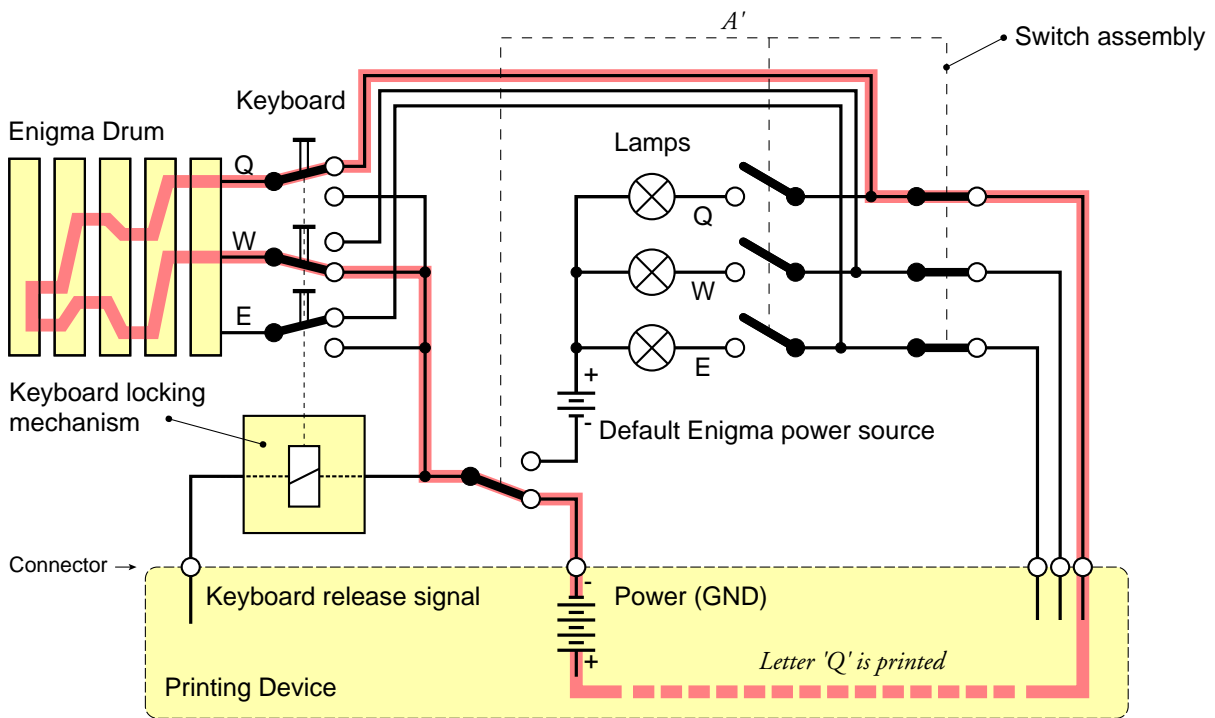 A'
Switch assembly
Keyboard
Enigma Drum
Lamps
Q
Q
W
W
E
E
Keyboard locking
mechanism
+
-
Default Enigma power source
Connector →
Keyboard release signal
-
Power (GND)
+
Letter 'Q' is printed
Printing Device